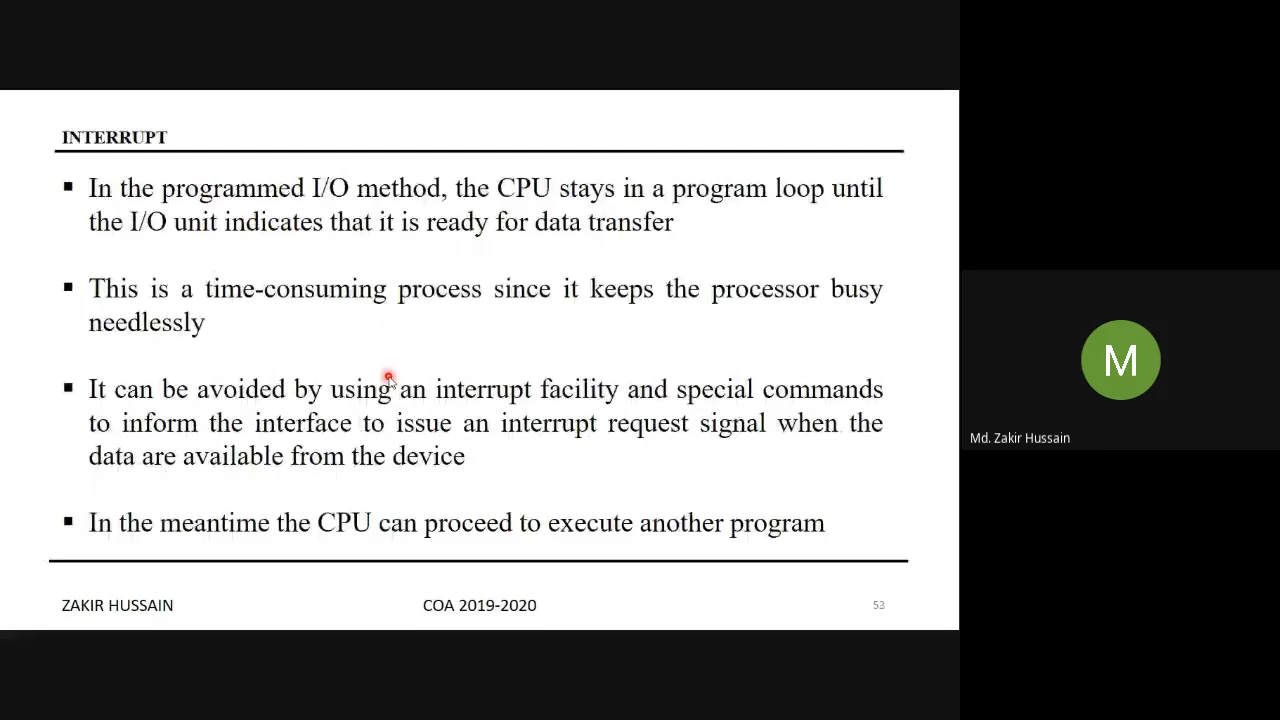 INTERRUPT
▪ In the programmed I/O method, the CPU stays in a program loop until
the I/O unit indicates that it is ready for data transfer
▪ This is a time-consuming process since it keeps the processor busy
needlessly
▪ It can be avoided by using an interrupt facility and special commands
to inform the interface to issue an interrupt request signal when the
data are available from the device
▪ In the meantime the CPU can proceed to execute another program
ZAKIR HUSSAIN COA 2019-2020 53
M
Md. Zakir Hussain